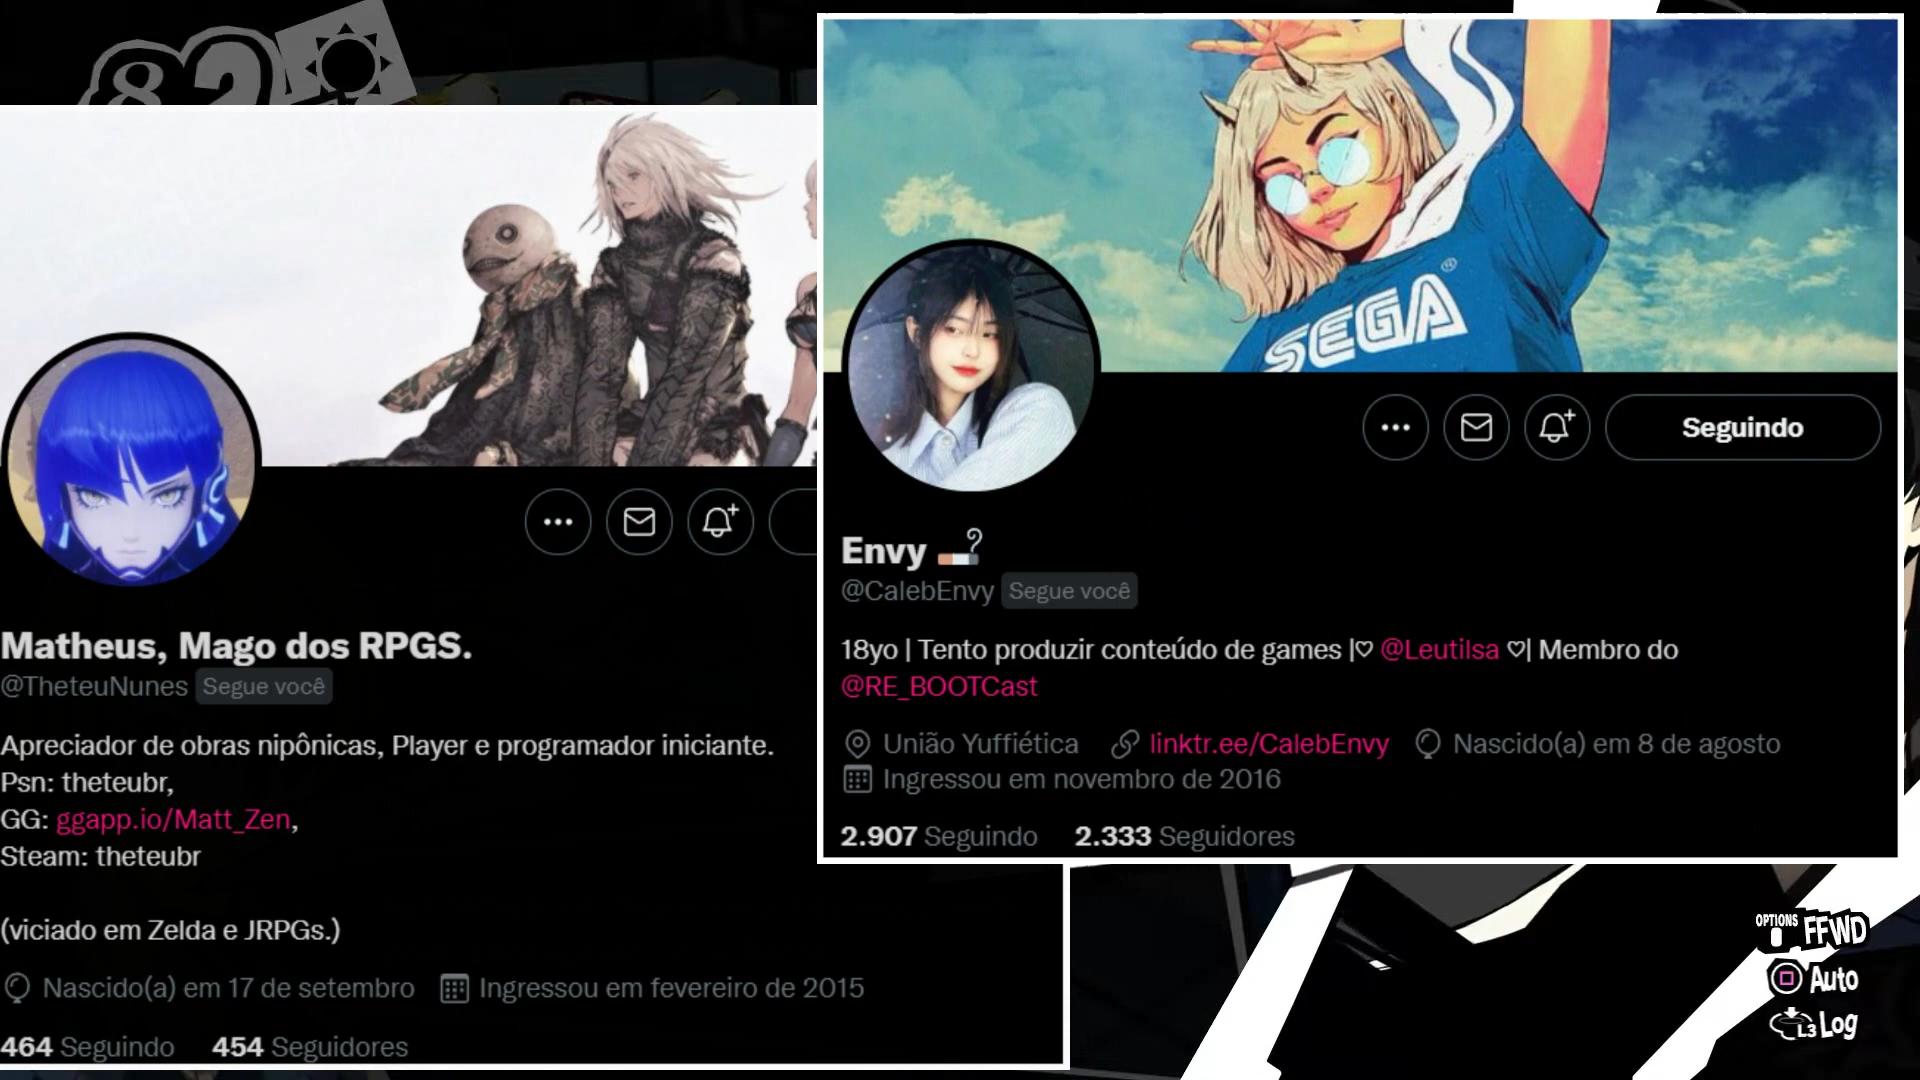 8 2
Matheus, Mago dos RPGS.
@TheteuNunes Segue você
Apreciador de obras nipônicas, Player e programador iniciante.
Psn: theteubr,
GG: ggapp.io/Matt_Zen,
Steam: theteubr
(viciado em Zelda e JRPGs.)
Nascido(a) em 17 de setembro Ingressou em fevereiro de 2015
464 Seguindo 454 Seguidores
SEGA®
Seguindo
Envy
@CalebEnvy Segue você
18yo | Tento produzir conteúdo de games |♡ @LeutiIsa ♡| Membro do
@RE_BOOTCast
União Yuffiética linktr.ee/CalebEnvy Nascido(a) em 8 de agosto
Ingressou em novembro de 2016
2.907 Seguindo 2.333 Seguidores
OPTIONS FFWD
Auto
L3 Log